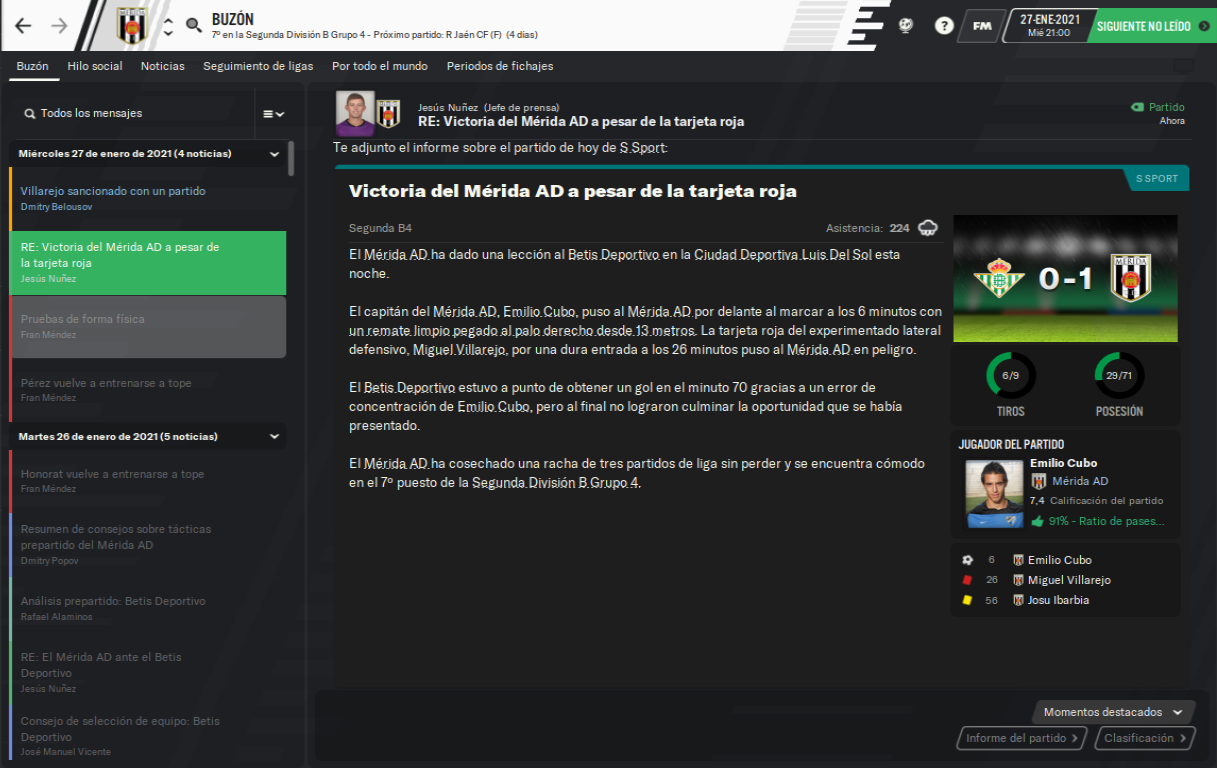 BUZÓN
7º en la Segunda División B Grupo 4 - Próximo partido: R Jaén CF (F) (4 días)
?
FM
27-ENE-2021
Mié 21:00
SIGUIENTE NO LEÍDO
Buzón Hilo social Noticias Seguimiento de ligas Por todo el mundo Periodos de fichajes
Todos los mensajes
Miércoles 27 de enero de 2021 (4 noticias)
Villarejo sancionado con un partido
Dmitry Belousov
RE: Victoria del Mérida AD a pesar de
la tarjeta roja
Jesús Nuñez
Pruebas de forma física
Fran Méndez
Pérez vuelve a entrenarse a tope
Fran Méndez
Martes 26 de enero de 2021 (5 noticias)
Honorat vuelve a entrenarse a tope
Fran Méndez
Resumen de consejos sobre tácticas
prepartido del Mérida AD
Dmitry Popov
Análisis prepartido: Betis Deportivo
Rafael Alaminos
RE: El Mérida AD ante el Betis
Deportivo
Jesús Nuñez
Consejo de selección de equipo: Betis
Deportivo
José Manuel Vicente
Jesús Nuñez (Jefe de prensa)
RE: Victoria del Mérida AD a pesar de la tarjeta roja
Partido
Ahora
Te adjunto el informe sobre el partido de hoy de S Sport:
S SPORT
Victoria del Mérida AD a pesar de la tarjeta roja
Segunda B4
Asistencia: 224
El Mérida AD ha dado una lección al Betis Deportivo en la Ciudad Deportiva Luis Del Sol esta
noche.
El capitán del Mérida AD, Emilio Cubo, puso al Mérida AD por delante al marcar a los 6 minutos con
un remate limpio pegado al palo derecho desde 13 metros. La tarjeta roja del experimentado lateral
defensivo, Miguel Villarejo, por una dura entrada a los 26 minutos puso al Mérida AD en peligro.
El Betis Deportivo estuvo a punto de obtener un gol en el minuto 70 gracias a un error de
concentración de Emilio Cubo, pero al final no lograron culminar la oportunidad que se había
presentado.
El Mérida AD ha cosechado una racha de tres partidos de liga sin perder y se encuentra cómodo
en el 7º puesto de la Segunda División B Grupo 4.
0 - 1
MÉRIDA
6/9
29/71
TIROS
POSESIÓN
JUGADOR DEL PARTIDO
Emilio Cubo
Mérida AD
7,4 Calificación del partido
91% - Ratio de pases...
6 Emilio Cubo
26 Miguel Villarejo
56 Josu Ibarbia
Momentos destacados
Informe del partido
Clasificación